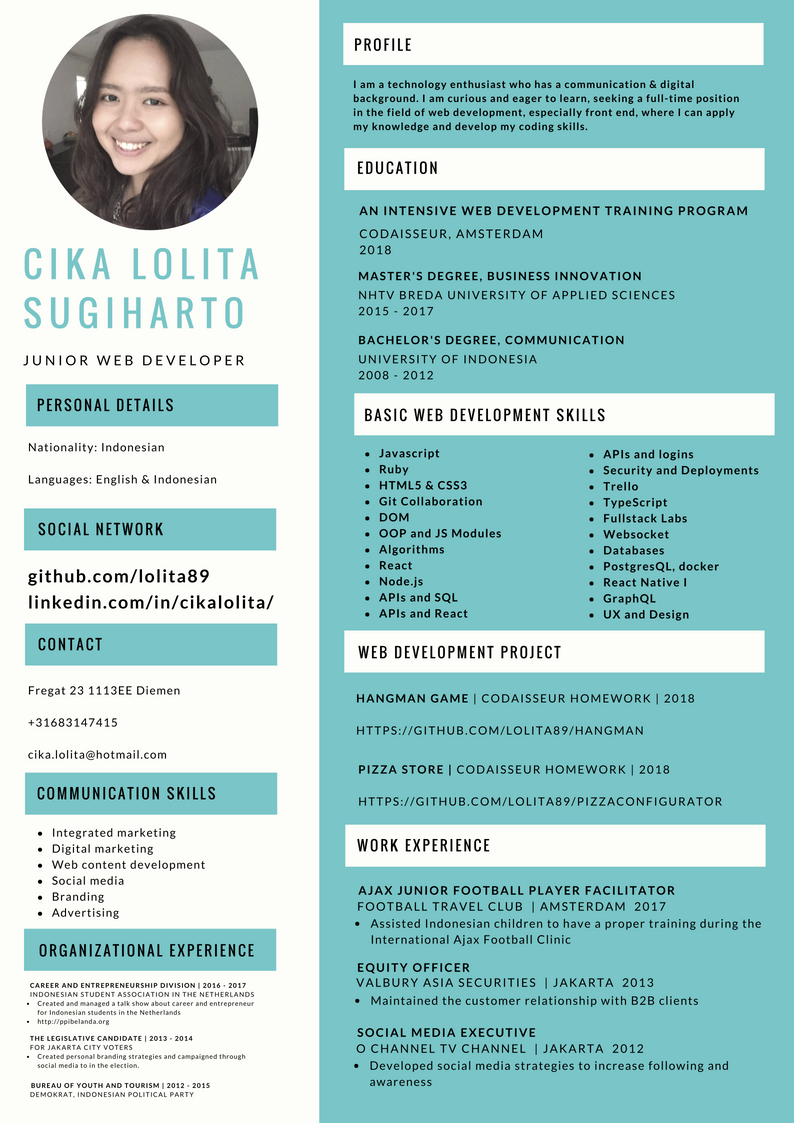 CIKA LOLITA
SUGIHARTO
JUNIOR WEB DEVELOPER
PERSONAL DETAILS
Nationality: Indonesian
Languages: English & Indonesian
SOCIAL NETWORK
github.com/lolita89
linkedin.com/in/cikalolita/
CONTACT
Fregat 23 1113EE Diemen
+31683147415
cika.lolita@hotmail.com
COMMUNICATION SKILLS
• Integrated marketing
• Digital marketing
• Web content development
• Social media
• Branding
• Advertising
ORGANIZATIONAL EXPERIENCE
CAREER AND ENTREPRENEURSHIP DIVISION | 2016 - 2017
INDONESIAN STUDENT ASSOCIATION IN THE NETHERLANDS
• Created and managed a talk show about career and entrepreneur
for Indonesian students in the Netherlands
• http://ppibelanda.org
THE LEGISLATIVE CANDIDATE | 2013 - 2014
FOR JAKARTA CITY VOTERS
• Created personal branding strategies and campaigned through
social media to in the election.
BUREAU OF YOUTH AND TOURISM | 2012 - 2015
DEMOKRAT, INDONESIAN POLITICAL PARTY
PROFILE
I am a technology enthusiast who has a communication & digital
background. I am curious and eager to learn, seeking a full-time position
in the field of web development, especially front end, where I can apply
my knowledge and develop my coding skills.
EDUCATION
AN INTENSIVE WEB DEVELOPMENT TRAINING PROGRAM
CODAISSEUR, AMSTERDAM
2018
MASTER'S DEGREE, BUSINESS INNOVATION
NHTV BREDA UNIVERSITY OF APPLIED SCIENCES
2015 - 2017
BACHELOR'S DEGREE, COMMUNICATION
UNIVERSITY OF INDONESIA
2008 - 2012
BASIC WEB DEVELOPMENT SKILLS
• Javascript
• Ruby
• HTML5 & CSS3
• Git Collaboration
• DOM
• OOP and JS Modules
• Algorithms
• React
• Node.js
• APIs and SQL
• APIs and React
• APIs and logins
• Security and Deployments
• Trello
• TypeScript
• Fullstack Labs
• Websocket
• Databases
• PostgresQL, docker
• React Native I
• GraphQL
• UX and Design
WEB DEVELOPMENT PROJECT
HANGMAN GAME | CODAISSEUR HOMEWORK | 2018
HTTPS://GITHUB.COM/LOLITA89/HANGMAN
PIZZA STORE | CODAISSEUR HOMEWORK | 2018
HTTPS://GITHUB.COM/LOLITA89/PIZZACONFIGURATOR
WORK EXPERIENCE
AJAX JUNIOR FOOTBALL PLAYER FACILITATOR
FOOTBALL TRAVEL CLUB | AMSTERDAM 2017
• Assisted Indonesian children to have a proper training during the
International Ajax Football Clinic
EQUITY OFFICER
VALBURY ASIA SECURITIES | JAKARTA 2013
• Maintained the customer relationship with B2B clients
SOCIAL MEDIA EXECUTIVE
O CHANNEL TV CHANNEL | JAKARTA 2012
• Developed social media strategies to increase following and
awareness